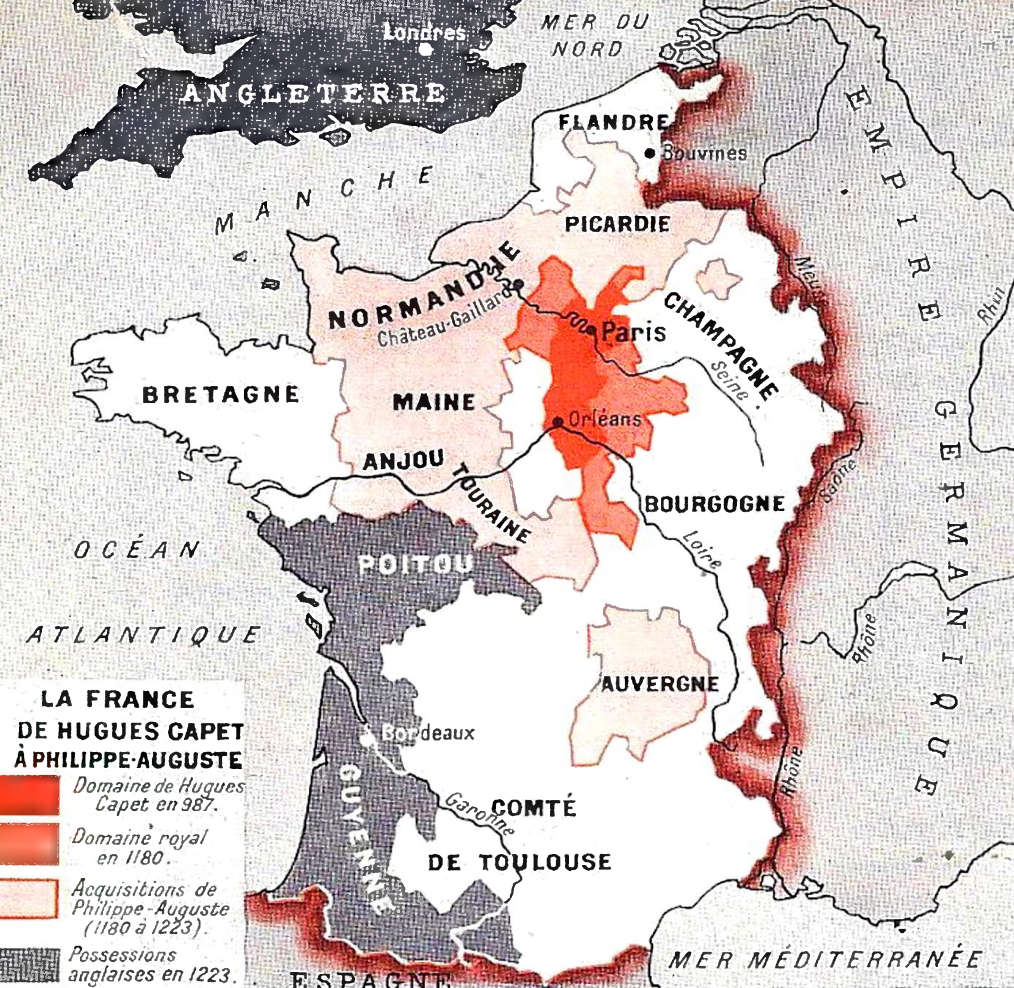 Londres
MER DU
NORD
ANGLETERRE
EMPIRE GERMANIQUE
FLANDRE
Bouvines
MANCHE
PICARDIE
NORMANDIE
Château-Gaillard
Meuse
Rhin
CHAMPAGNE
Paris
Seine
BRETAGNE
MAINE
Orléans
ANJOU
TOURAINE
BOURGOGNE
Saône
OCÉAN
ATLANTIQUE
POITOU
Loire
Rhône
AUVERGNE
LA FRANCE
DE HUGUES CAPET
À PHILIPPE-AUGUSTE
Domaine de Hugues
Capet en 987.
Domaine royal
en 1180.
Acquisitions de
Philippe-Auguste
(1180 à 1223).
Possessions
anglaises en 1223.
Bordeaux
GUYENNE
Garonne
COMTÉ
DE TOULOUSE
Rhône
MER MÉDITERRANÉE
ESPAGNE